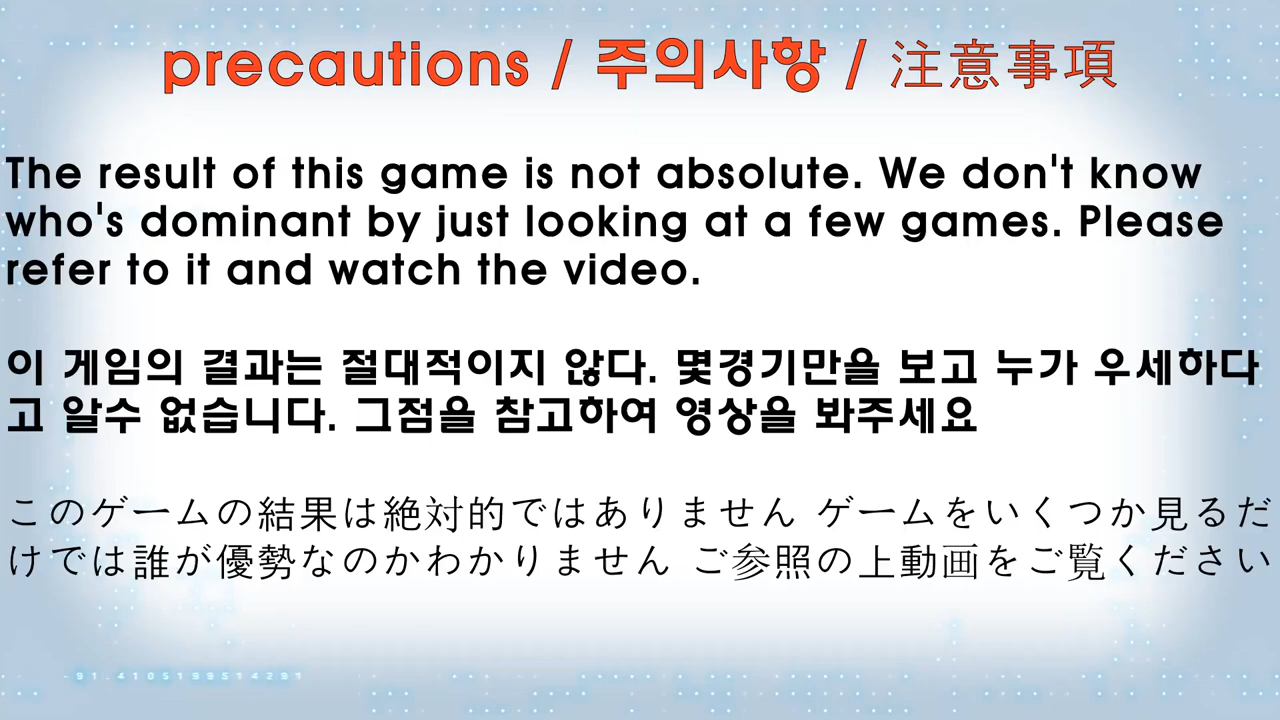 precautions / 주의사항 / 注意事項
The result of this game is not absolute. We don't know
who's dominant by just looking at a few games. Please
refer to it and watch the video.
이 게임의 결과는 절대적이지 않다. 몇경기만을 보고 누가 우세하다
고 알수 없습니다. 그점을 참고하여 영상을 봐주세요
このゲームの結果は絶対的ではありません ゲームをいくつか見るだ
けでは誰が優勢なのかわかりません ご参照の上動画をご覧ください
-91.4105199514291